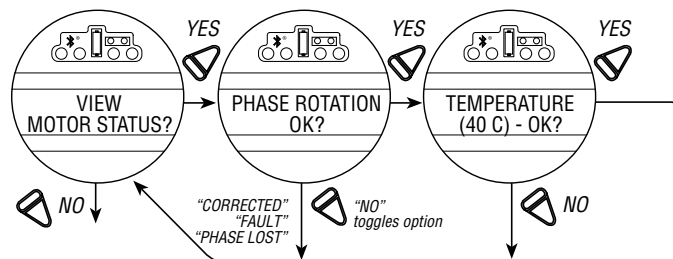 YES
YES
YES
VIEW
MOTOR STATUS?
PHASE ROTATION
OK?
TEMPERATURE
(40 C) - OK?
NO
"CORRECTED"
"FAULT"
"PHASE LOST"
"NO"
toggles option
NO